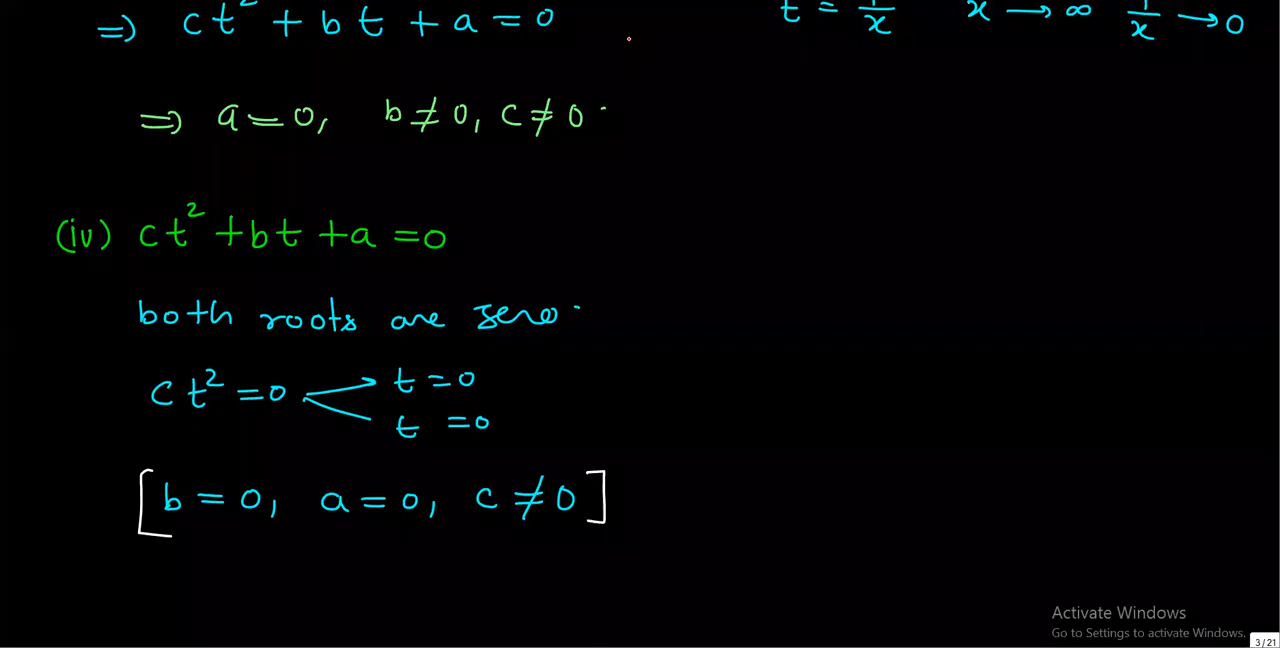 ⇒ ct² + bt + a = 0 t = 1/x x → ∞ 1/x → 0
⇒ a = 0, b ≠ 0, c ≠ 0 .
(iv) ct² + bt + a = 0
both roots are zero.
ct² = 0 t = 0
t = 0
[b = 0, a = 0, c ≠ 0]
Activate Windows
Go to Settings to activate Windows.
3 / 21